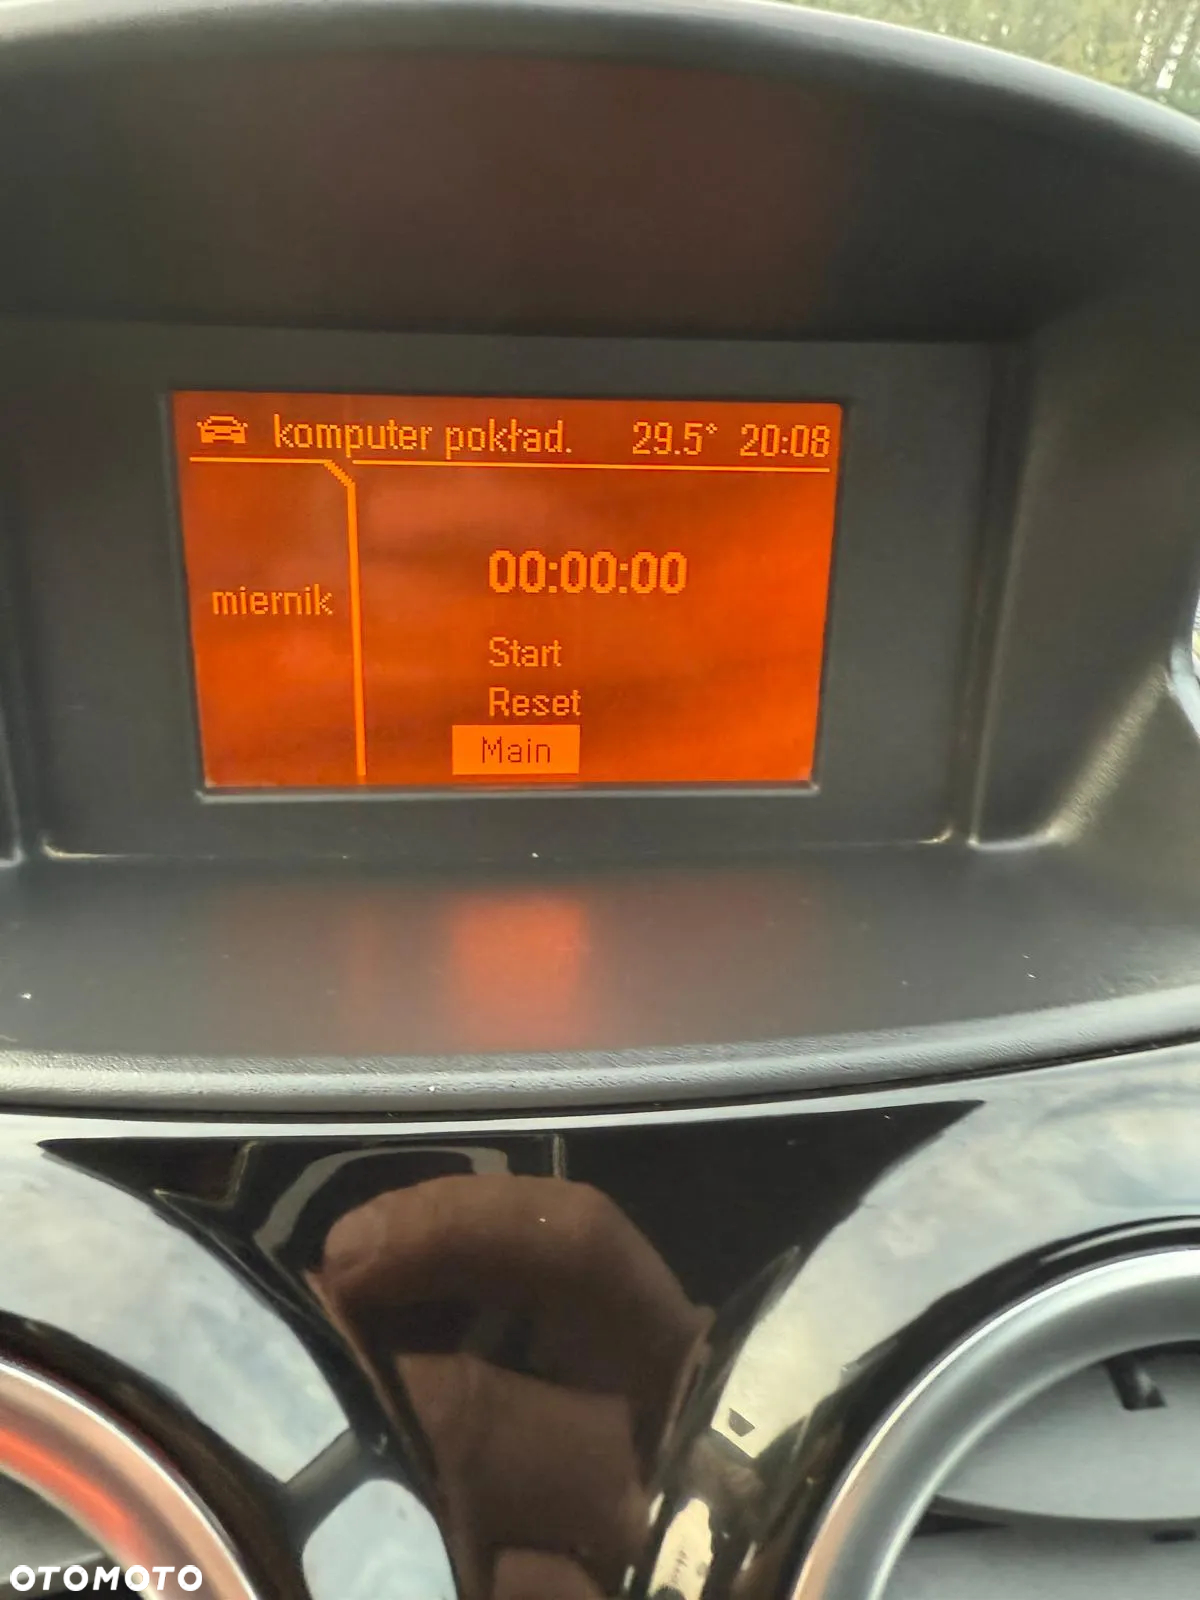 komputer pokład. 29.5° 20:08
00:00:00
miernik
Start
Reset
Main
OTOMOTO